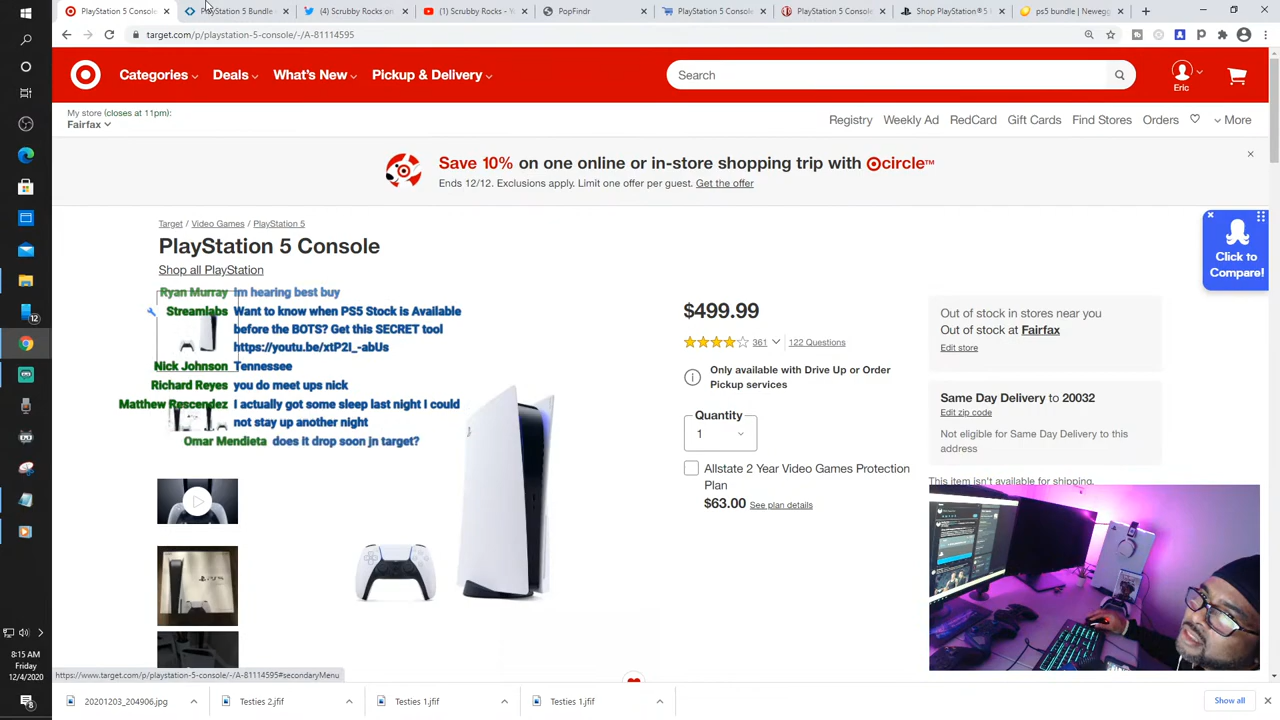 PlayStation 5 Console
PlayStation 5 Bundle
(4) Scrubby Rocks on
(1) Scrubby Rocks - 
PopFindr
PlayStation 5 Console
PlayStation 5 Console
Shop PlayStation®5
ps5 bundle | Newegg
target.com/p/playstation-5-console/-/A-81114595
Categories
Deals
What's New
Pickup & Delivery
Search
Eric
My store (closes at 11pm):
Fairfax
Registry
Weekly Ad
RedCard
Gift Cards
Find Stores
Orders
More
Save 10% on one online or in-store shopping trip with circle™
Ends 12/12. Exclusions apply. Limit one offer per guest. Get the offer
Target / Video Games / PlayStation 5
PlayStation 5 Console
Shop all PlayStation
Ryan Murray Im hearing best buy
Streamlabs Want to know when PS5 Stock is Available
before the BOTS? Get this SECRET tool
https://youtu.be/xtP2I_-abUs
Nick Johnson Tennessee
Richard Reyes you do meet ups nick
Matthew Rescendez I actually got some sleep last night I could
not stay up another night
Omar Mendieta does it drop soon jn target?
$499.99
361
122 Questions
Only available with Drive Up or Order
Pickup services
Quantity
1
Allstate 2 Year Video Games Protection
Plan
$63.00 See plan details
Out of stock in stores near you
Out of stock at Fairfax
Edit store
Same Day Delivery to 20032
Edit zip code
Not eligible for Same Day Delivery to this
address
This item isn't available for shipping.
Click to
Compare!
12
8:15 AM
Friday
12/4/2020
8
https://www.target.com/p/playstation-5-console/-/A-81114595#secondaryMenu
20201203_204906.jpg
Testies 2.jfif
Testies 1.jfif
Testies 1.jfif
Show all